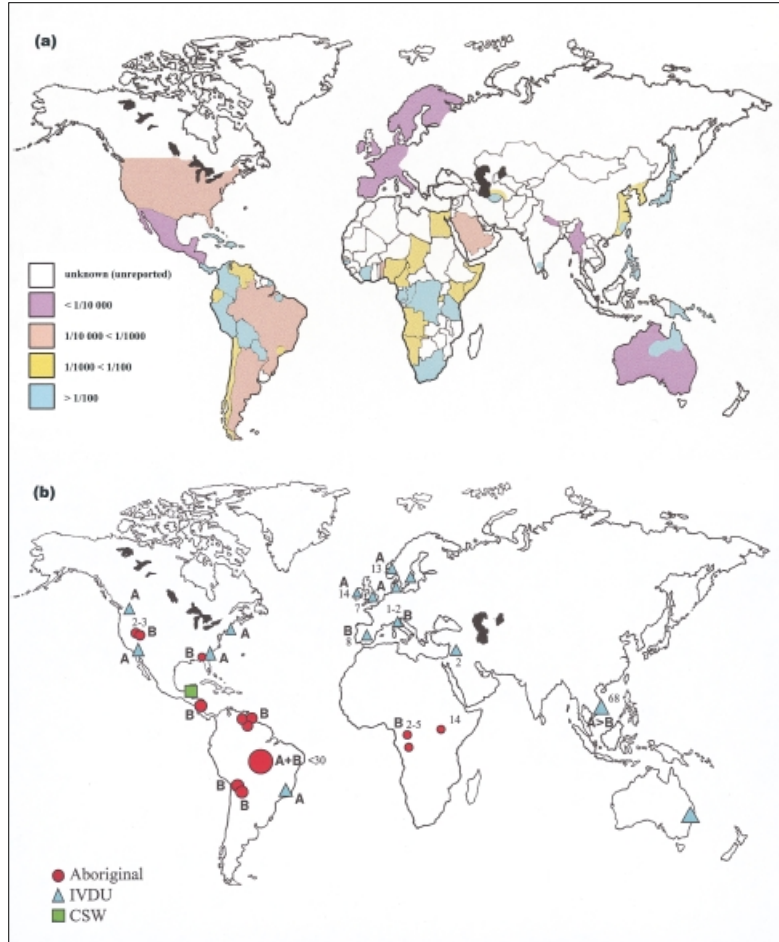 (a)
unknown (unreported)
< 1/10 000
1/10 000 < 1/1000
1/1000 < 1/100
> 1/100
(b)
A
13
A
14
A
7
A
1-2
B
B
8
2
A
2-3
B
A
A
B
A
68
A>B
B
B 2-5
14
A+B <30
B
B
A
Aboriginal
IVDU
CSW